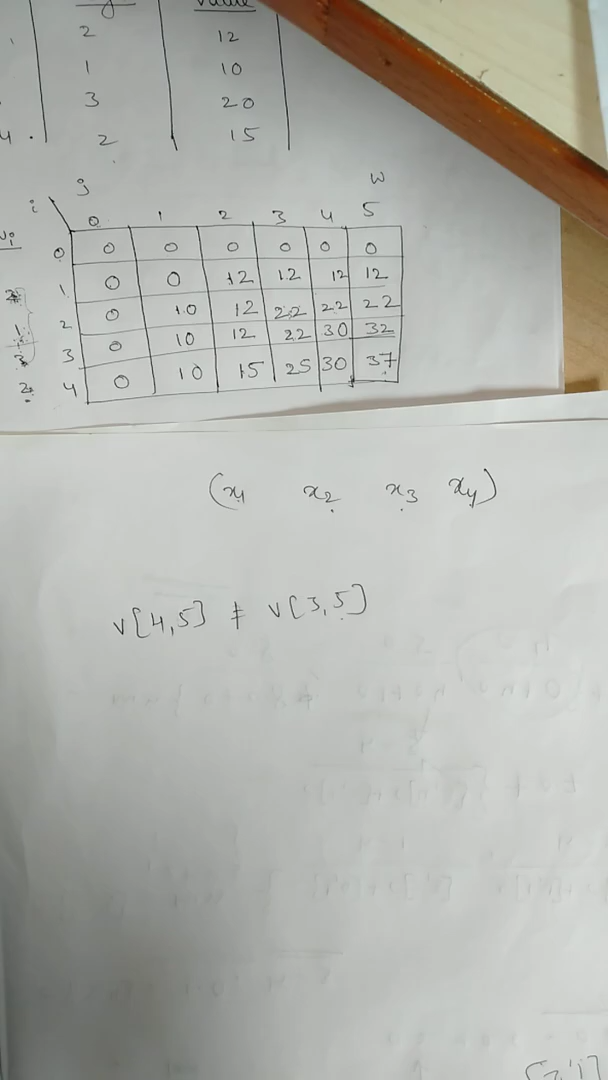 value
2 12
1 10
3 20
4. 2 15
j W
i 0 1 2 3 4 5
0 0 0 0 0 0 0
1 0 0 12 12 12 12
2 0 10 12 22 22 22
1 3 0 10 12 22 30 32
2 4 0 10 15 25 30 37
(x1 x2 x3 x4)
V[4,5] ≠ V[3,5]